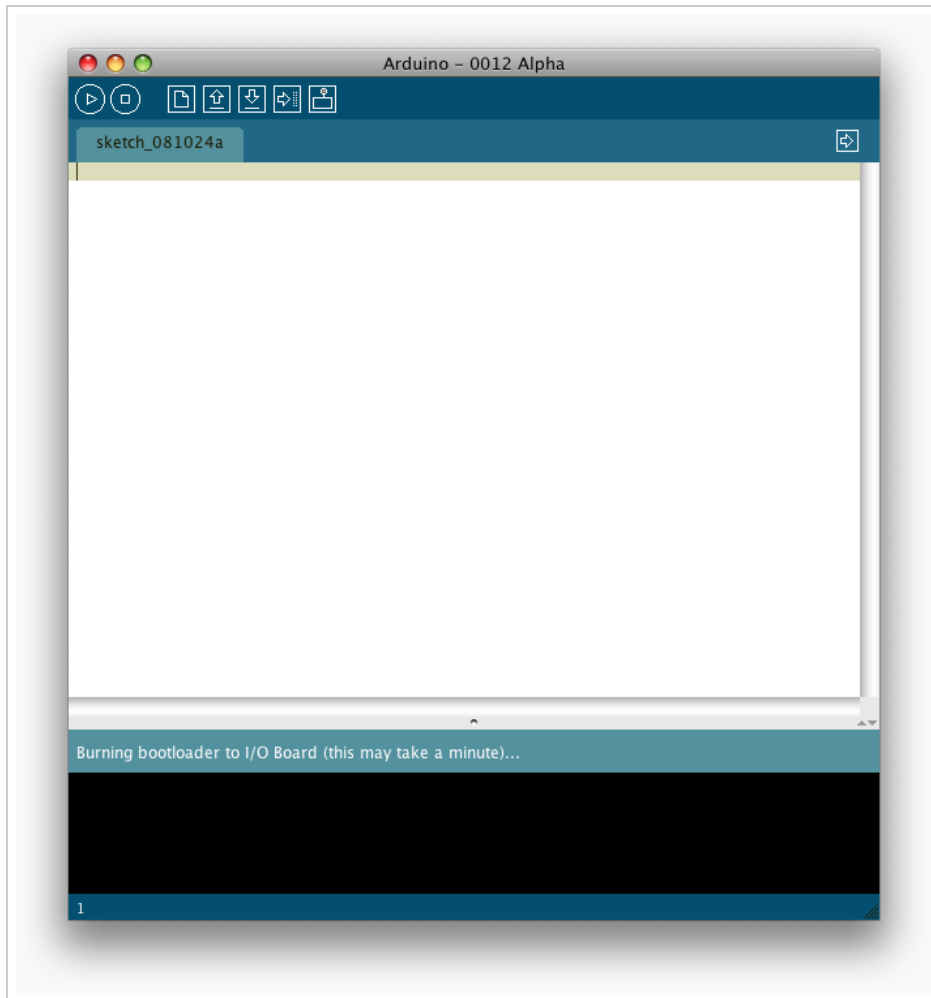 Arduino – 0012 Alpha
sketch_081024a
Burning bootloader to I/O Board (this may take a minute)...
1